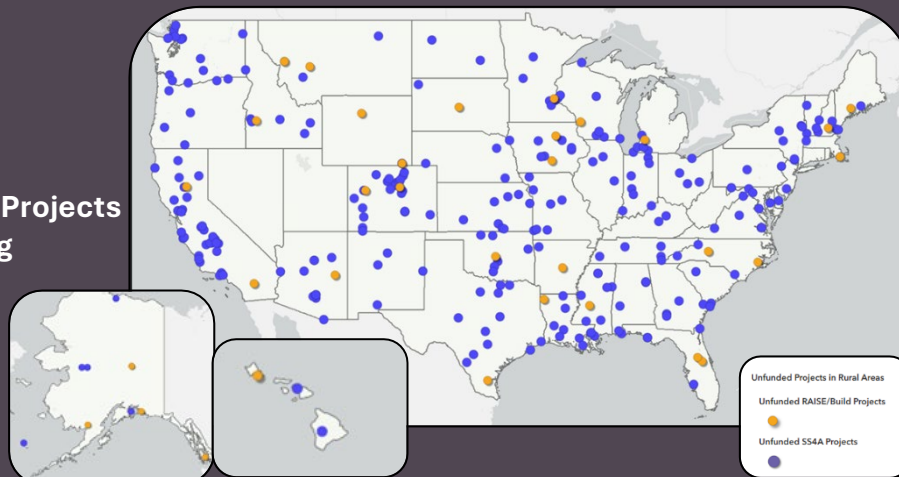 Projects
g
Unfunded Projects in Rural Areas
Unfunded RAISE/Build Projects
Unfunded SS4A Projects